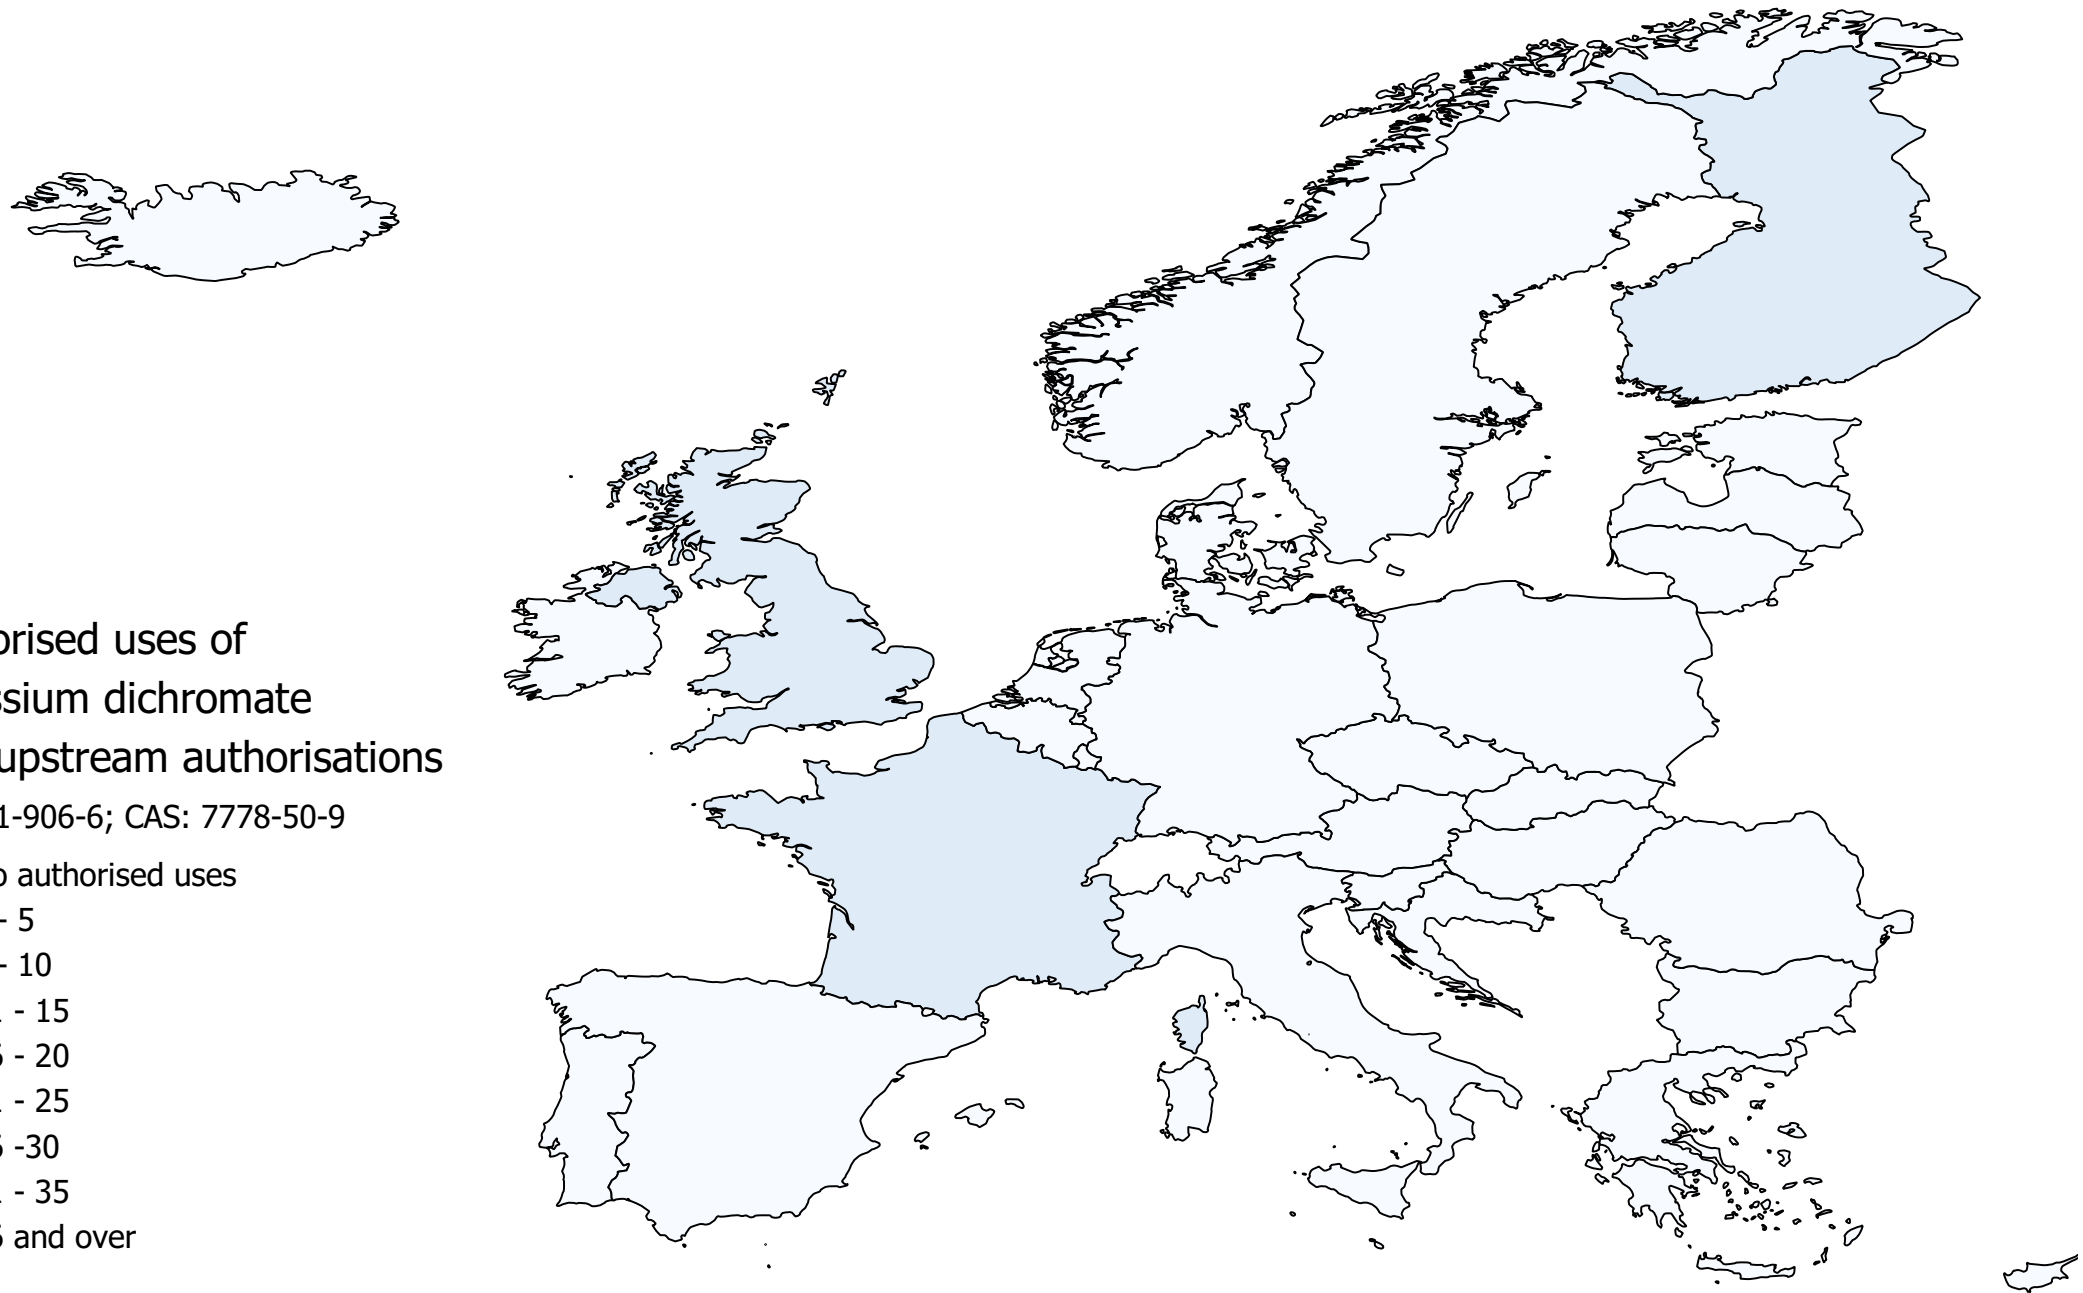 orised uses of
ssium dichromate
upstream authorisations
1-906-6; CAS: 7778-50-9
o authorised uses
- 5
- 10
- 15
- 20
- 25
-30
- 35
and over